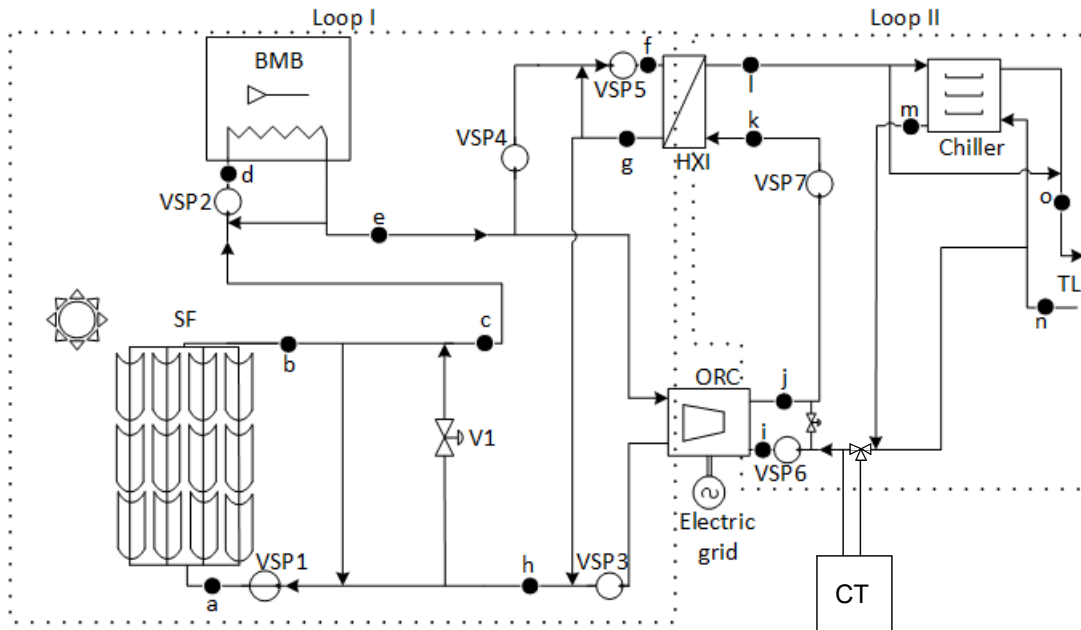 Loop I
Loop II
BMB
f
VSP5
l
Chiller
m
k
g
HXI
VSP4
d
VSP2
VSP7
o
e
TL
n
SF
b
c
ORC
j
V1
i
VSP6
Electric
grid
VSP1
VSP3
h
a
CT